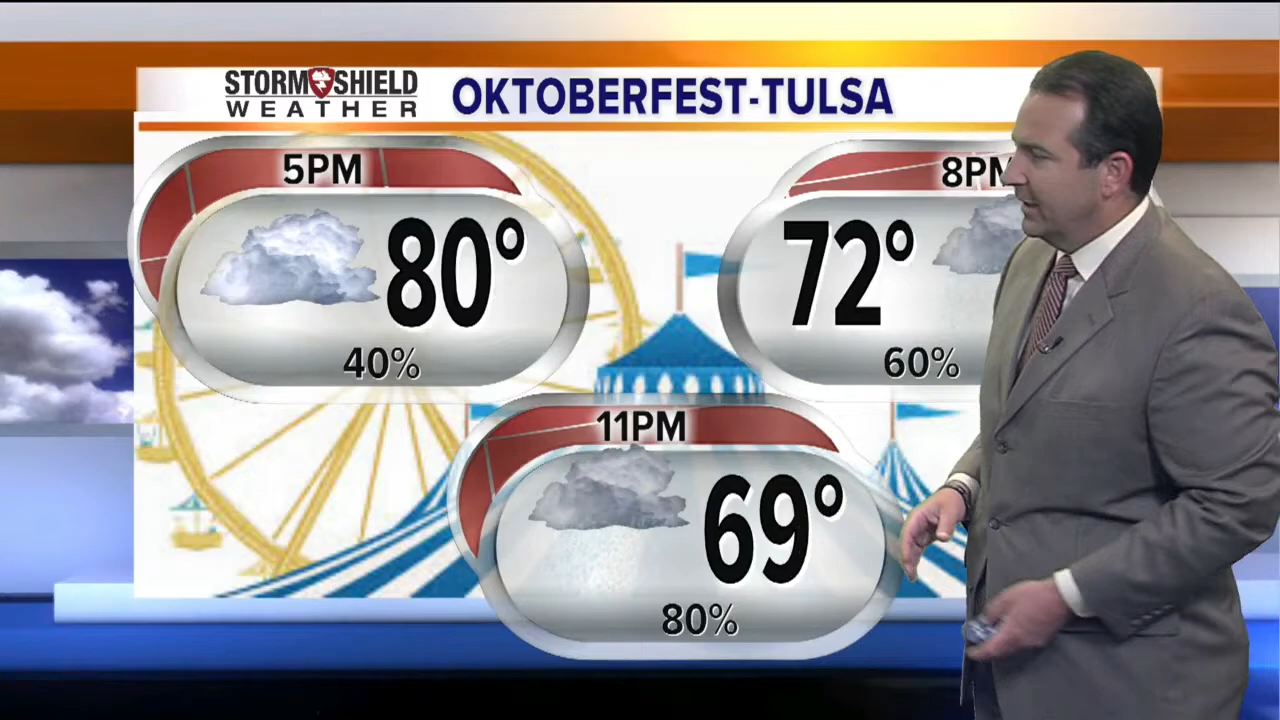 STORM SHIELD
WEATHER
OKTOBERFEST-TULSA
5PM
80°
40%
8PM
72°
60%
11PM
69°
80%